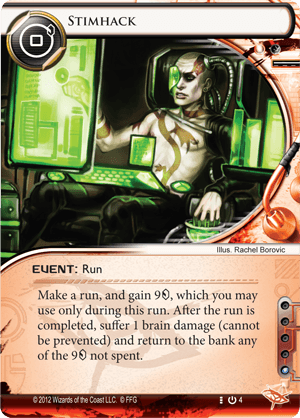 0
STIMHACK
Illus. Rachel Borovic
EVENT: Run
Make a run, and gain 9, which you may
use only during this run. After the run is
completed, suffer 1 brain damage (cannot
be prevented) and return to the bank any
of the 9 not spent.
© 2012 Wizards of the Coast LLC. © FFG 4